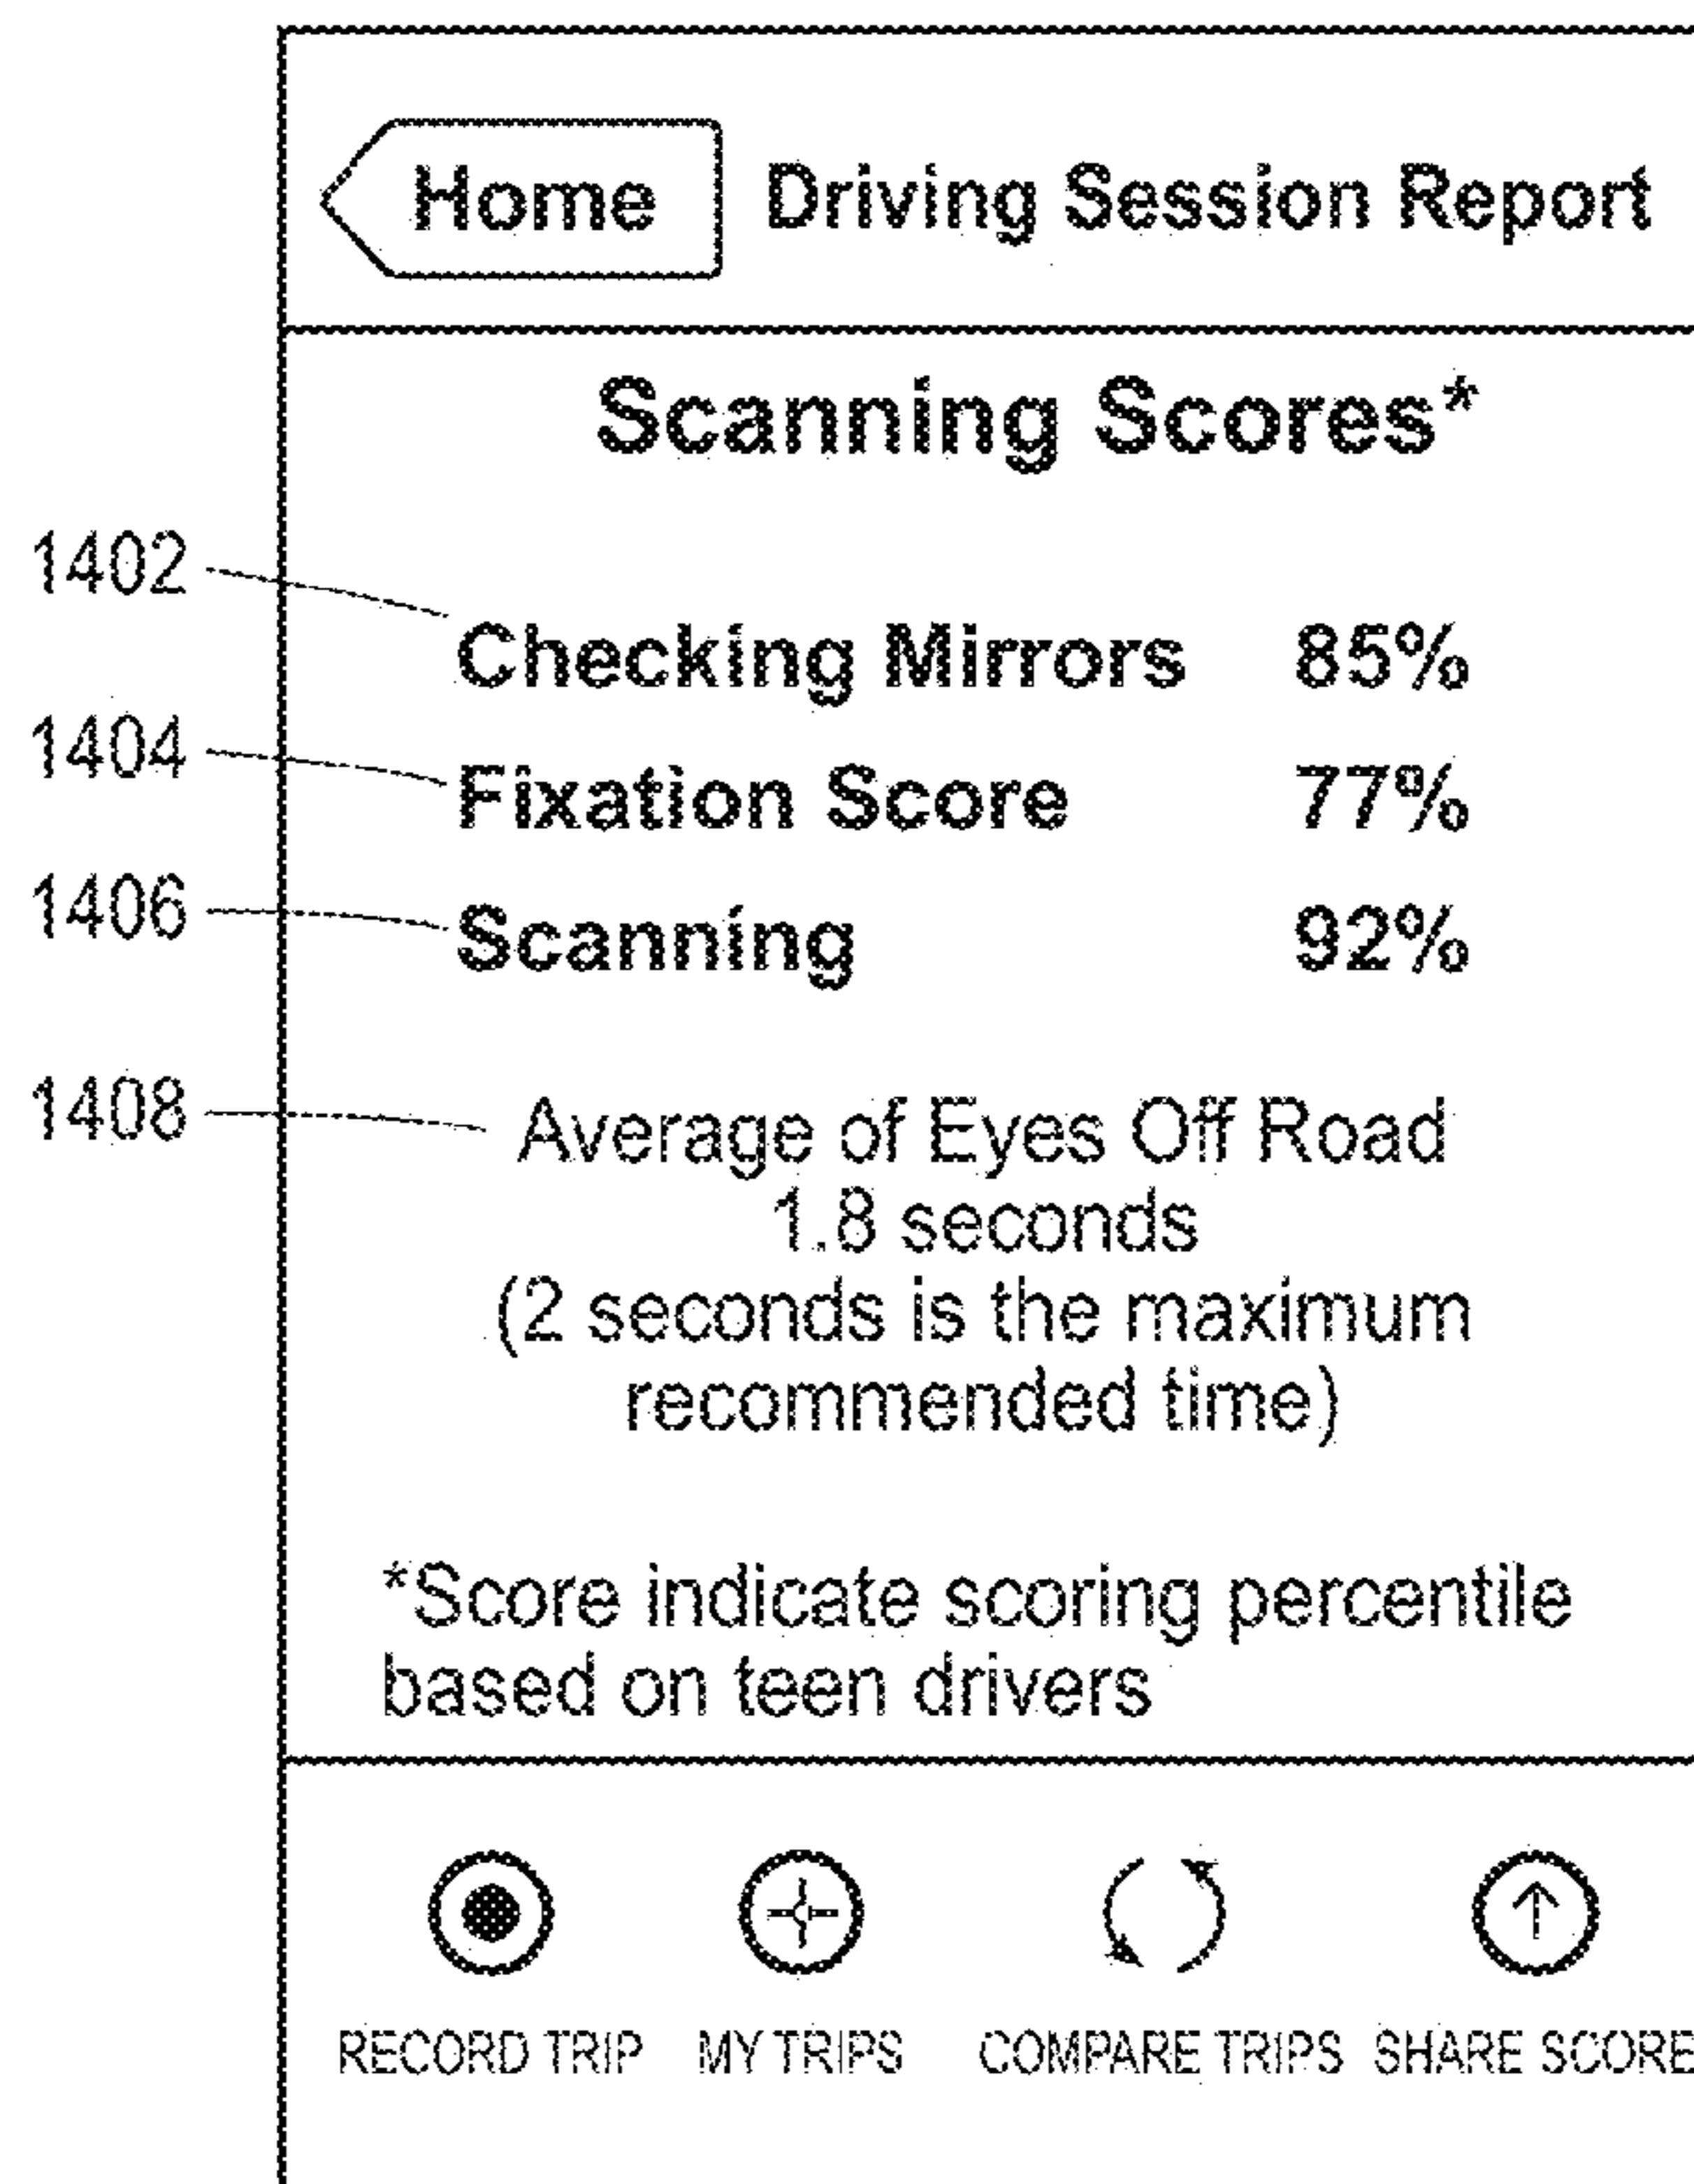 Home Driving Session Report
Scanning Scores*
1402
Checking Mirrors 85%
1404
Fixation Score 77%
1406
Scanning 92%
1408
Average of Eyes Off Road
1.8 seconds
(2 seconds is the maximum
recommended time)
*Score indicate scoring percentile
based on teen drivers
RECORD TRIP MY TRIPS COMPARE TRIPS SHARE SCORE